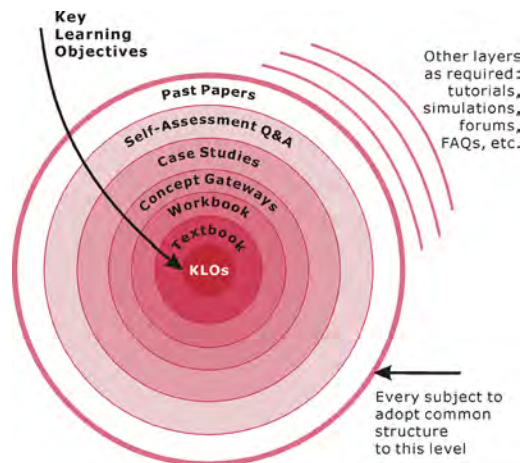 Key
Learning
Objectives
Other layers
as required:
tutorials,
simulations,
forums,
FAQs, etc.
Past Papers
Self-Assessment Q&A
Case Studies
Concept Gateways
Workbook
Textbook
KLOs
Every subject to
adopt common
structure
to this level